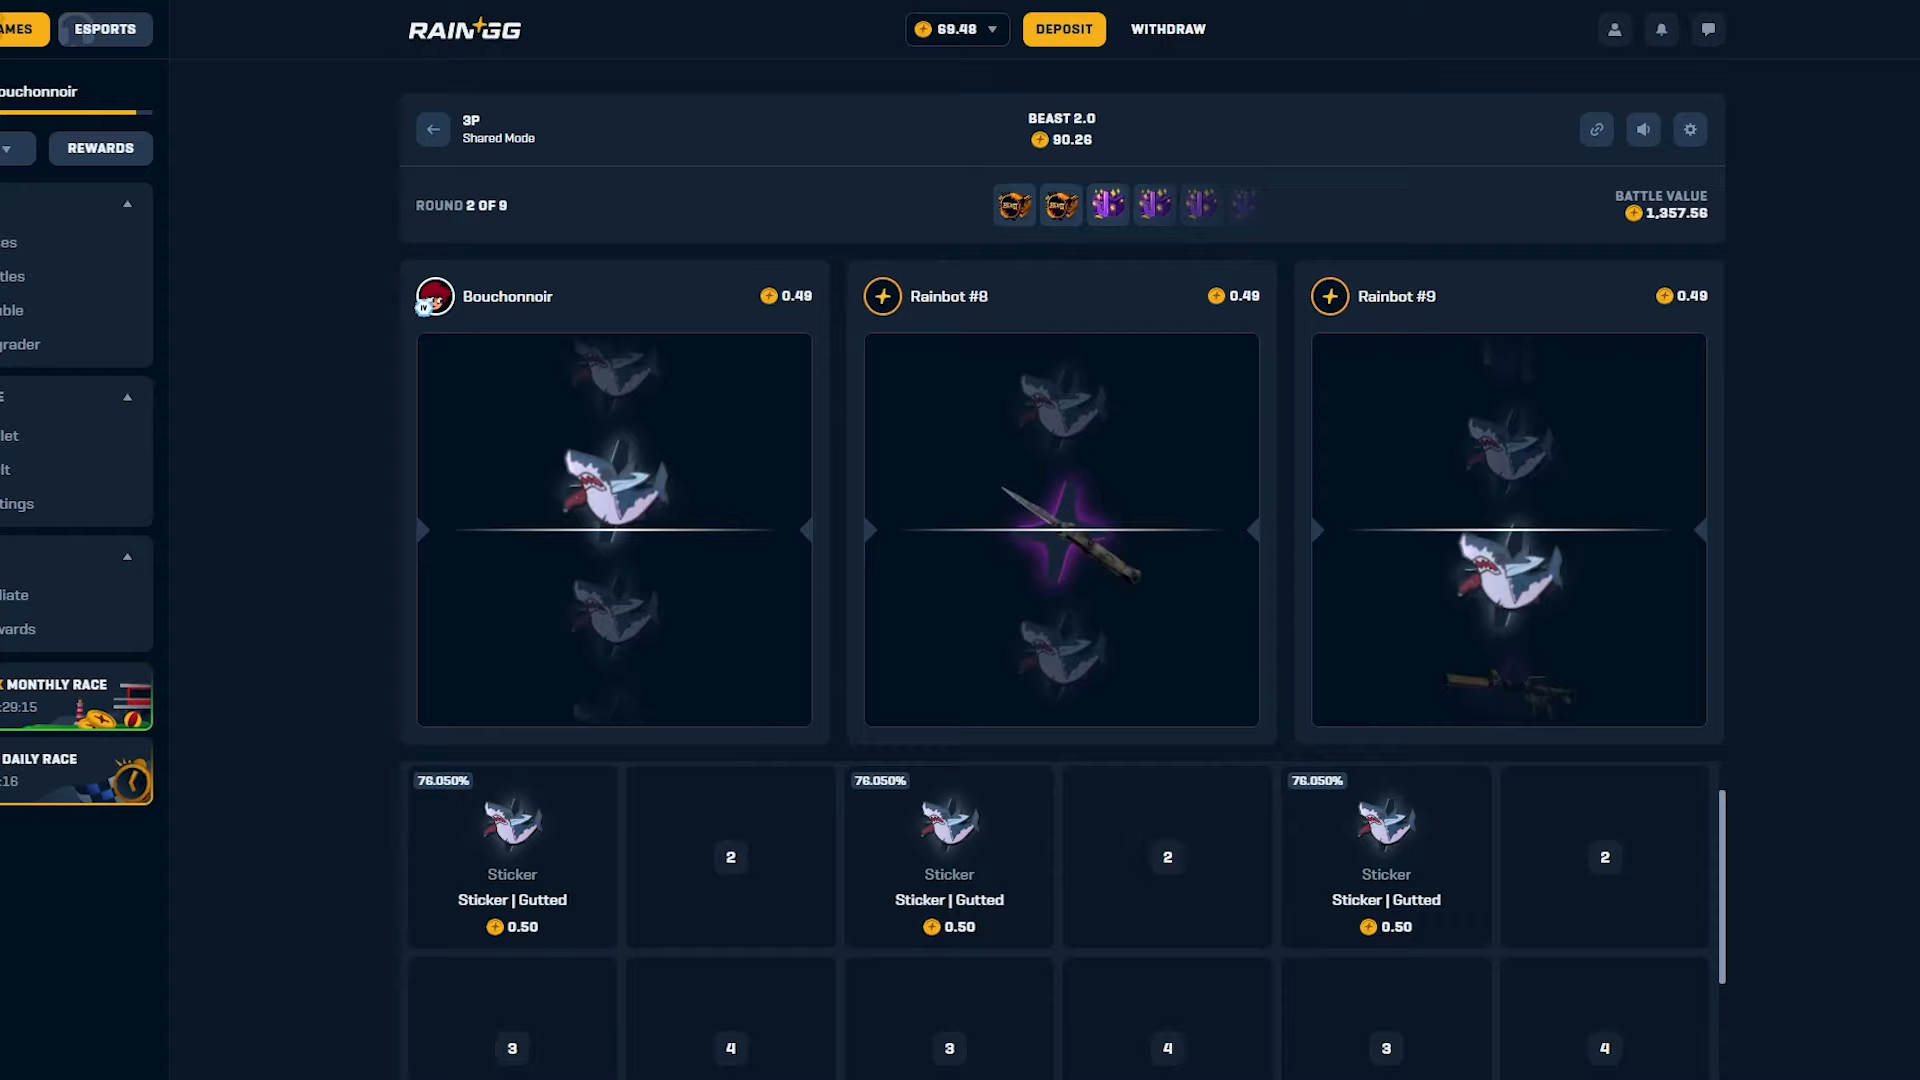 AMES
ESPORTS
RAIN GG
69.48
DEPOSIT
WITHDRAW
ouchonnoir
REWARDS
3P
Shared Mode
BEAST 2.0
90.26
ROUND 2 OF 9
BATTLE VALUE
1,357.56
Bouchonnoir
0.49
Rainbot #8
0.49
Rainbot #9
0.49
es
tles
ble
grader
E
let
lt
tings
liate
wards
MONTHLY RACE
:29:15
DAILY RACE
:16
76.050%
Sticker
Sticker | Gutted
0.50
2
76.050%
Sticker
Sticker | Gutted
0.50
2
76.050%
Sticker
Sticker | Gutted
0.50
2
3
4
3
4
3
4